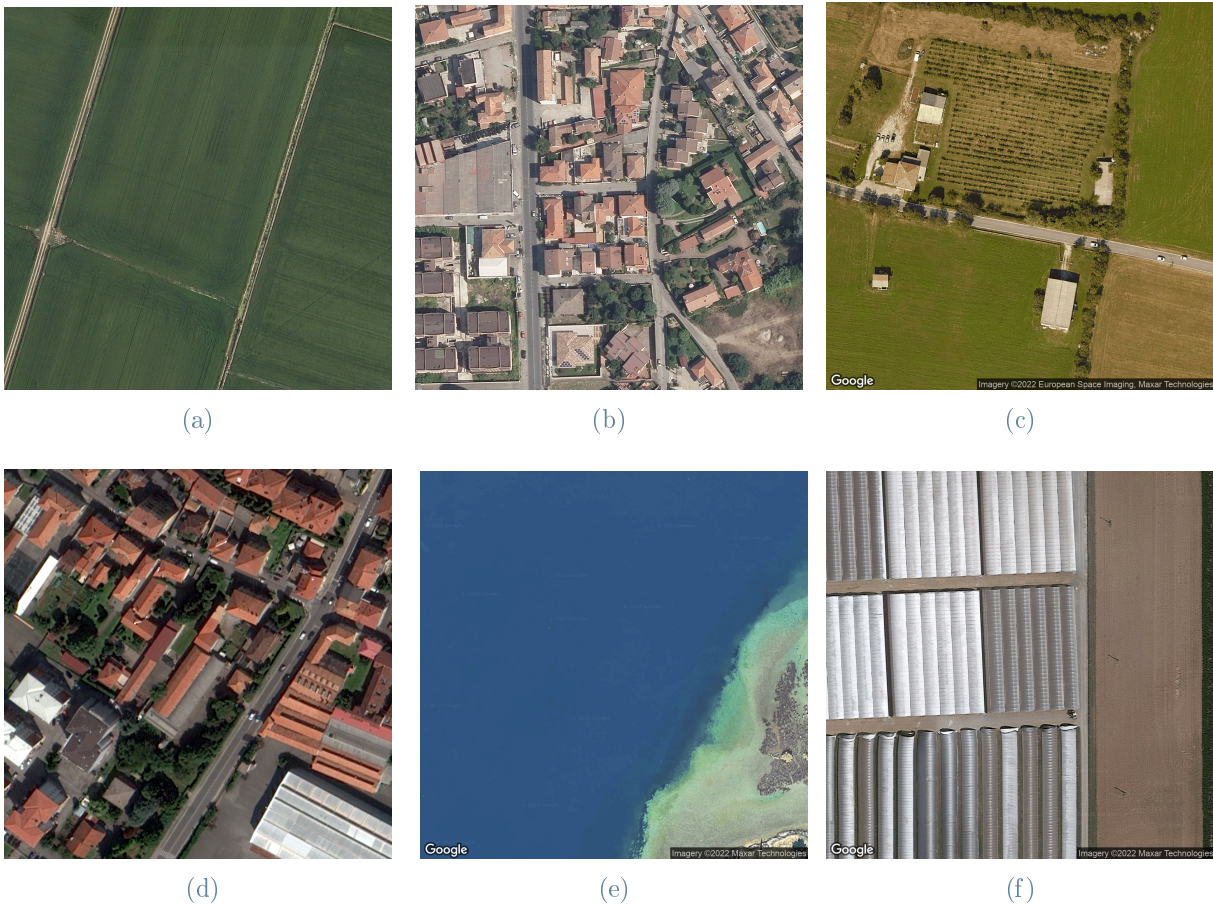 Google
Imagery ©2022 European Space Imaging, Maxar Technologies
(a)
(b)
(c)
Google
Imagery ©2022 Maxar Technologies
Google
Imagery ©2022 Maxar Technologies
(d)
(e)
(f)